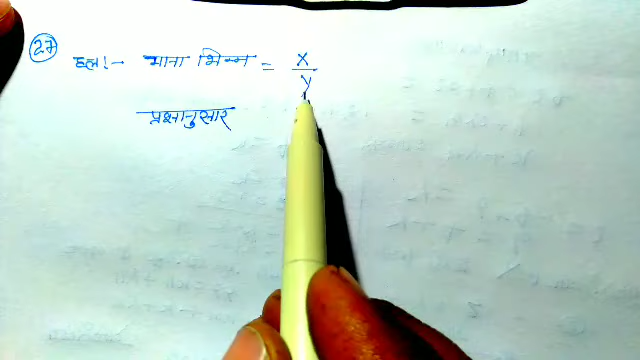 27 हल!- माना भिन्न = x/y
प्रश्नानुसार